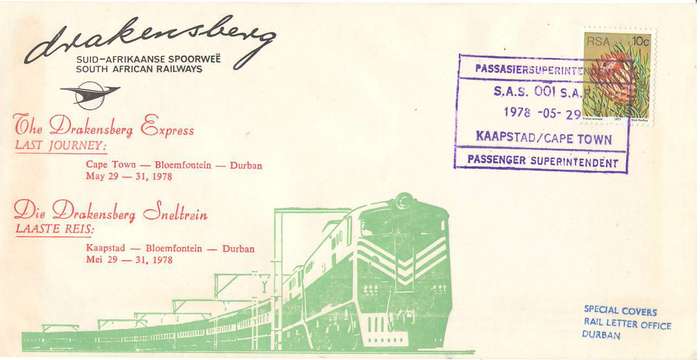 drakensberg
SUID-AFRIKAANSE SPOORWEË
SOUTH AFRICAN RAILWAYS
The Drakensberg Express
LAST JOURNEY:
Cape Town — Bloemfontein — Durban
May 29 — 31, 1978
Die Drakensberg Sneltrein
LAASTE REIS:
Kaapstad — Bloemfontein — Durban
Mei 29 — 31, 1978
RSA 10c
PASSASIERSUPERINTENDENT
S.A.S. 001 S.A.R.
1978 -05- 29
KAAPSTAD/CAPE TOWN
PASSENGER SUPERINTENDENT
SPECIAL COVERS
RAIL LETTER OFFICE
DURBAN